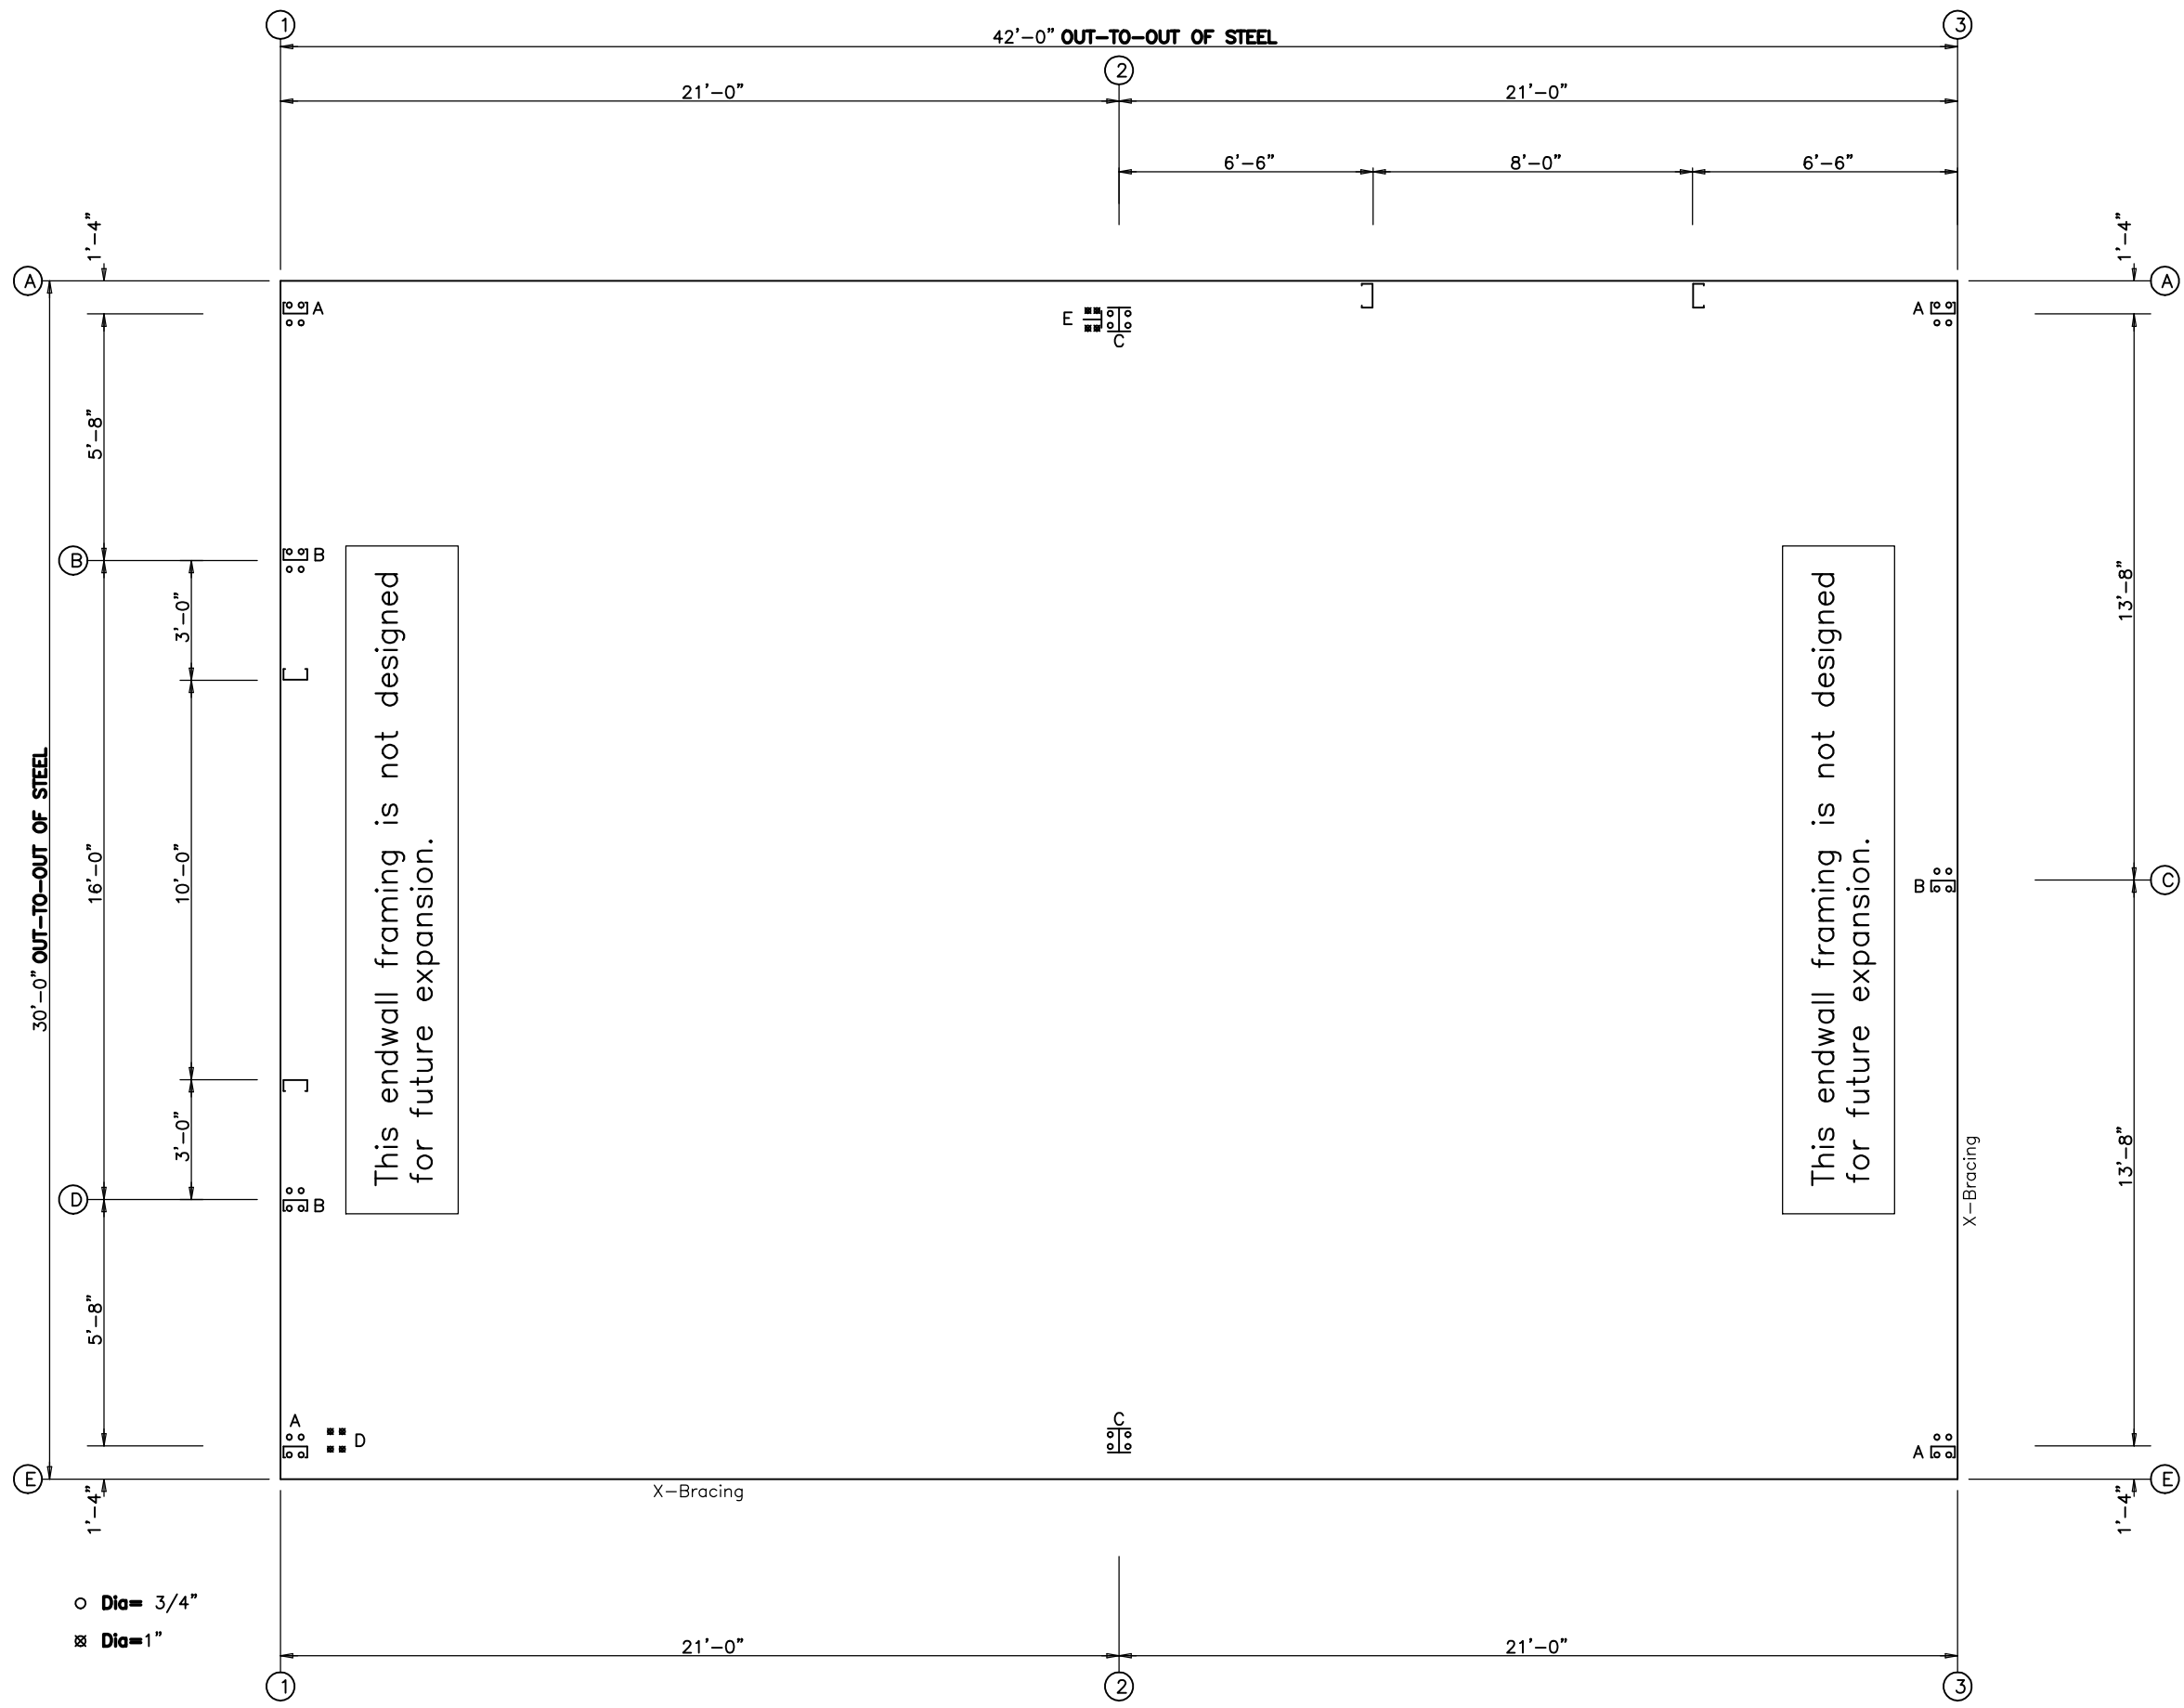 1
3
42'-0" OUT-TO-OUT OF STEEL
2
21'-0"
21'-0"
6'-6"
8'-0"
6'-6"
1'-4"
1'-4"
A
A
A
E
C
A
5'-8"
B
B
3'-0"
13'-8"
This endwall framing is not designed
for future expansion.
This endwall framing is not designed
for future expansion.
30'-0" OUT-TO-OUT OF STEEL
16'-0"
10'-0"
B
C
3'-0"
13'-8"
X-Bracing
D
B
5'-8"
A
D
C
A
E
E
X-Bracing
1'-4"
1'-4"
Dia= 3/4"
Dia=1"
21'-0"
21'-0"
1
2
3